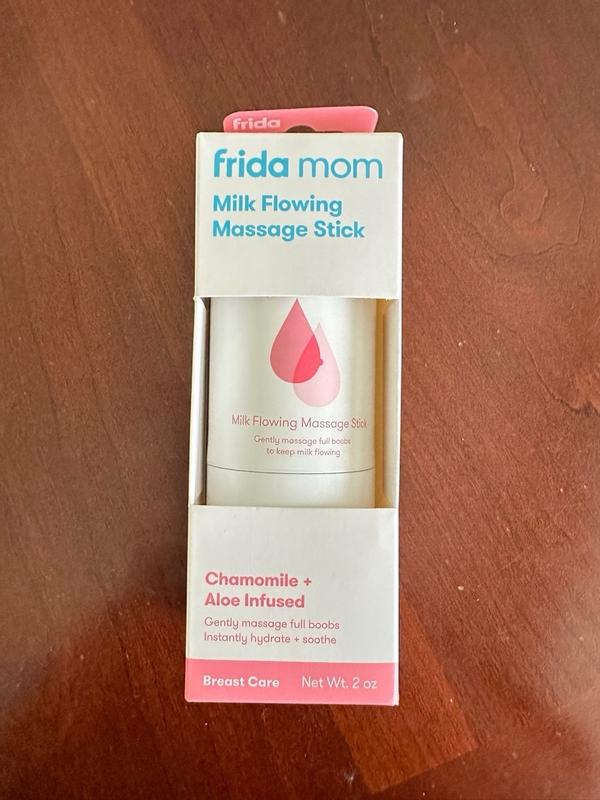 frida
frida mom
Milk Flowing
Massage Stick
Milk Flowing Massage Stick
Gently massage full boobs
to keep milk flowing
Chamomile +
Aloe Infused
Gently massage full boobs
Instantly hydrate + soothe
Breast Care Net Wt. 2 oz